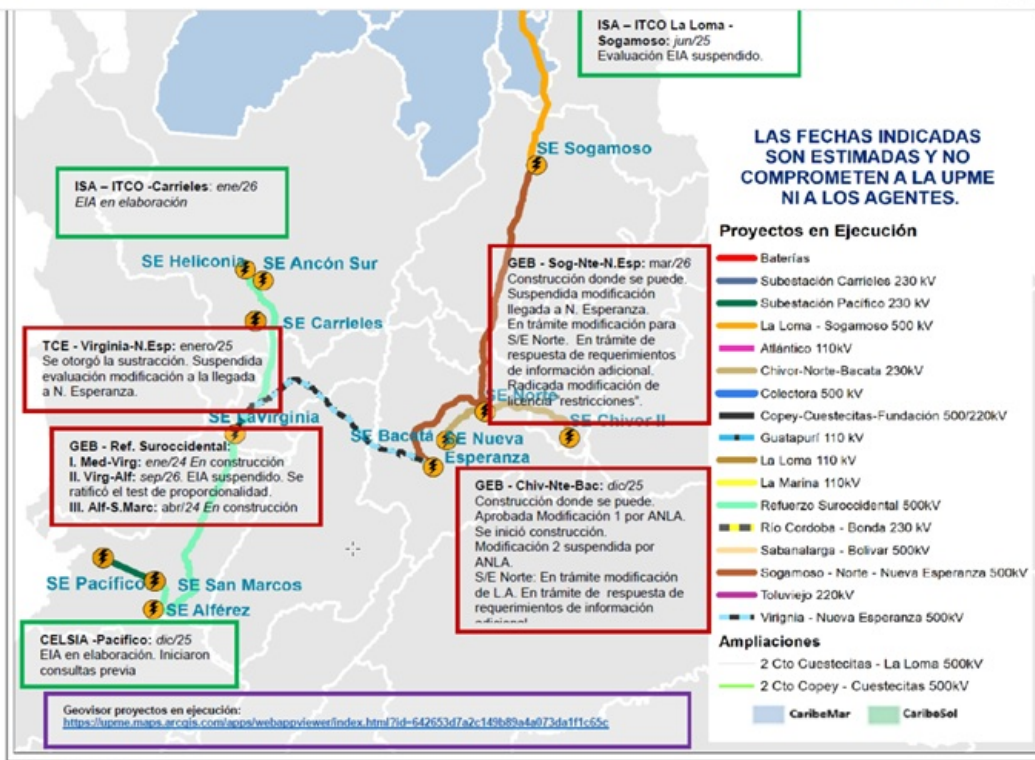 ISA – ITCO La Loma -
Sogamoso: jun/25
Evaluación EIA suspendido.
SE Sogamoso
LAS FECHAS INDICADAS
SON ESTIMADAS Y NO
COMPROMETEN A LA UPME
NI A LOS AGENTES.
ISA – ITCO -Carrieles: ene/26
EIA en elaboración
SE Heliconia
SE Ancón Sur
SE Carrieles
TCE - Virginia-N.Esp: enero/25
Se otorgó la sustracción. Suspendida
evaluación modificación a la llegada
a N. Esperanza.
GEB - Sog-Nte-N.Esp: mar/26
Construcción donde se puede.
Suspendida modificación
llegada a N. Esperanza.
En trámite modificación para
S/E Norte. En trámite de
respuesta de requerimientos
de información adicional.
Radicada modificación de
licencia "restricciones".
SE Norte
SE LaVirginia
SE Bacatá
SE Nueva
Esperanza
SE Chivor II
GEB - Ref. Suroccidental:
I. Med-Virg: ene/24 En construcción
II. Virg-Alf: sep/26. EIA suspendido. Se
ratificó el test de proporcionalidad.
III. Alf-S.Marc: abr/24 En construcción
GEB - Chiv-Nte-Bac: dic/25
Construcción donde se puede.
Aprobada Modificación 1 por ANLA.
Se inició construcción.
Modificación 2 suspendida por
ANLA.
S/E Norte: En trámite modificación
de L.A. En trámite de respuesta de
requerimientos de información
adicional
SE Pacífico
SE San Marcos
SE Alférez
CELSIA -Pacífico: dic/25
EIA en elaboración. Iniciaron
consultas previa
Geovisor proyectos en ejecución:
https://upme.maps.arcgis.com/apps/webappviewer/index.html?id=642653d7a2c149b89a4a073da1f1c65c
Proyectos en Ejecución
Baterías
Subestación Carrieles 230 kV
Subestación Pacífico 230 kV
La Loma - Sogamoso 500 kV
Atlántico 110kV
Chivor-Norte-Bacata 230kV
Colectora 500 kV
Copey-Cuestecitas-Fundación 500/220kV
Guatapurí 110 kV
La Loma 110 kV
La Marina 110kV
Refuerzo Suroccidental 500kV
Río Cordoba - Bonda 230 kV
Sabanalarga - Bolivar 500kV
Sogamoso - Norte - Nueva Esperanza 500kV
Toluviejo 220kV
Virignia - Nueva Esperanza 500kV
Ampliaciones
2 Cto Cuestecitas - La Loma 500kV
2 Cto Copey - Cuestecitas 500kV
CaribeMar
CaribeSol